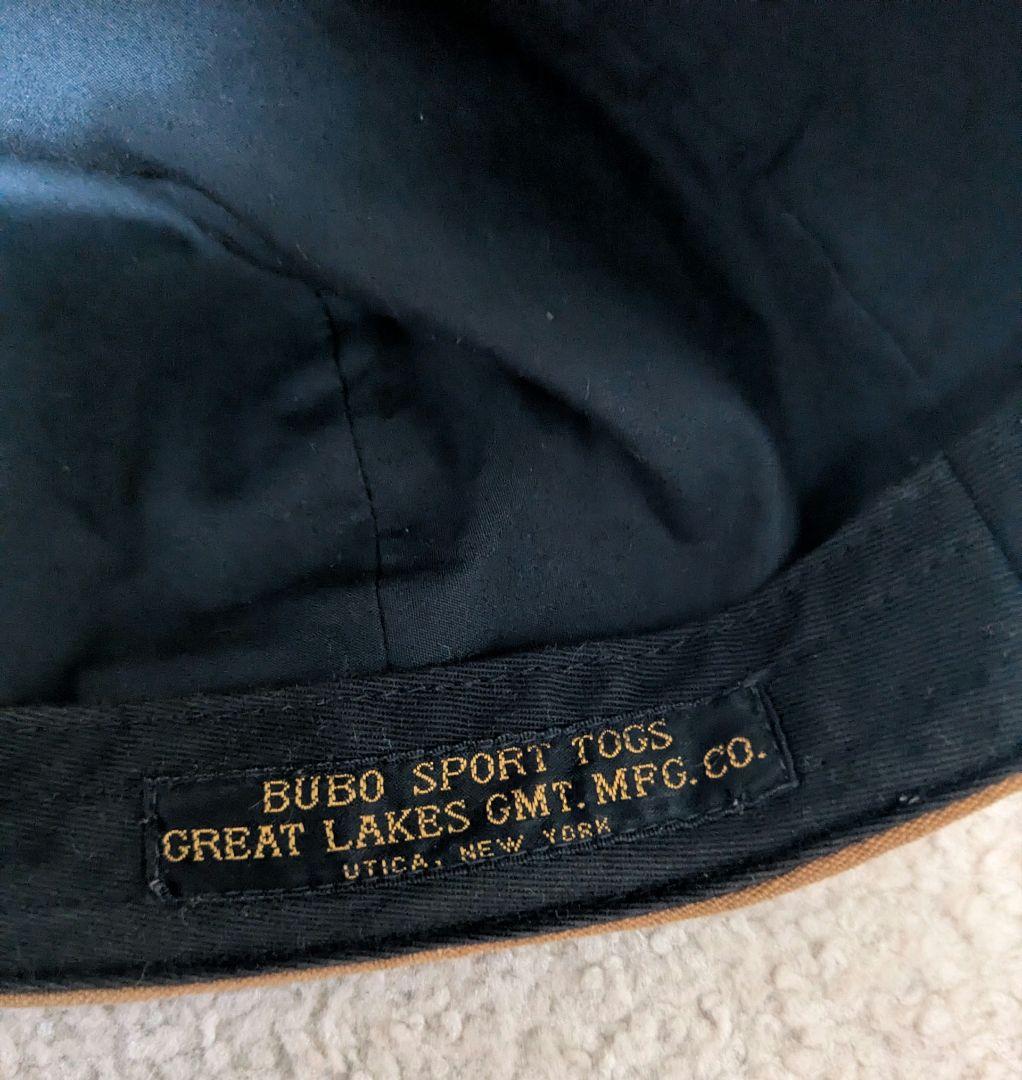 BUBO SPORT TOGS
GREAT LAKES GMT. MFG. CO.
UTICA, NEW YORK